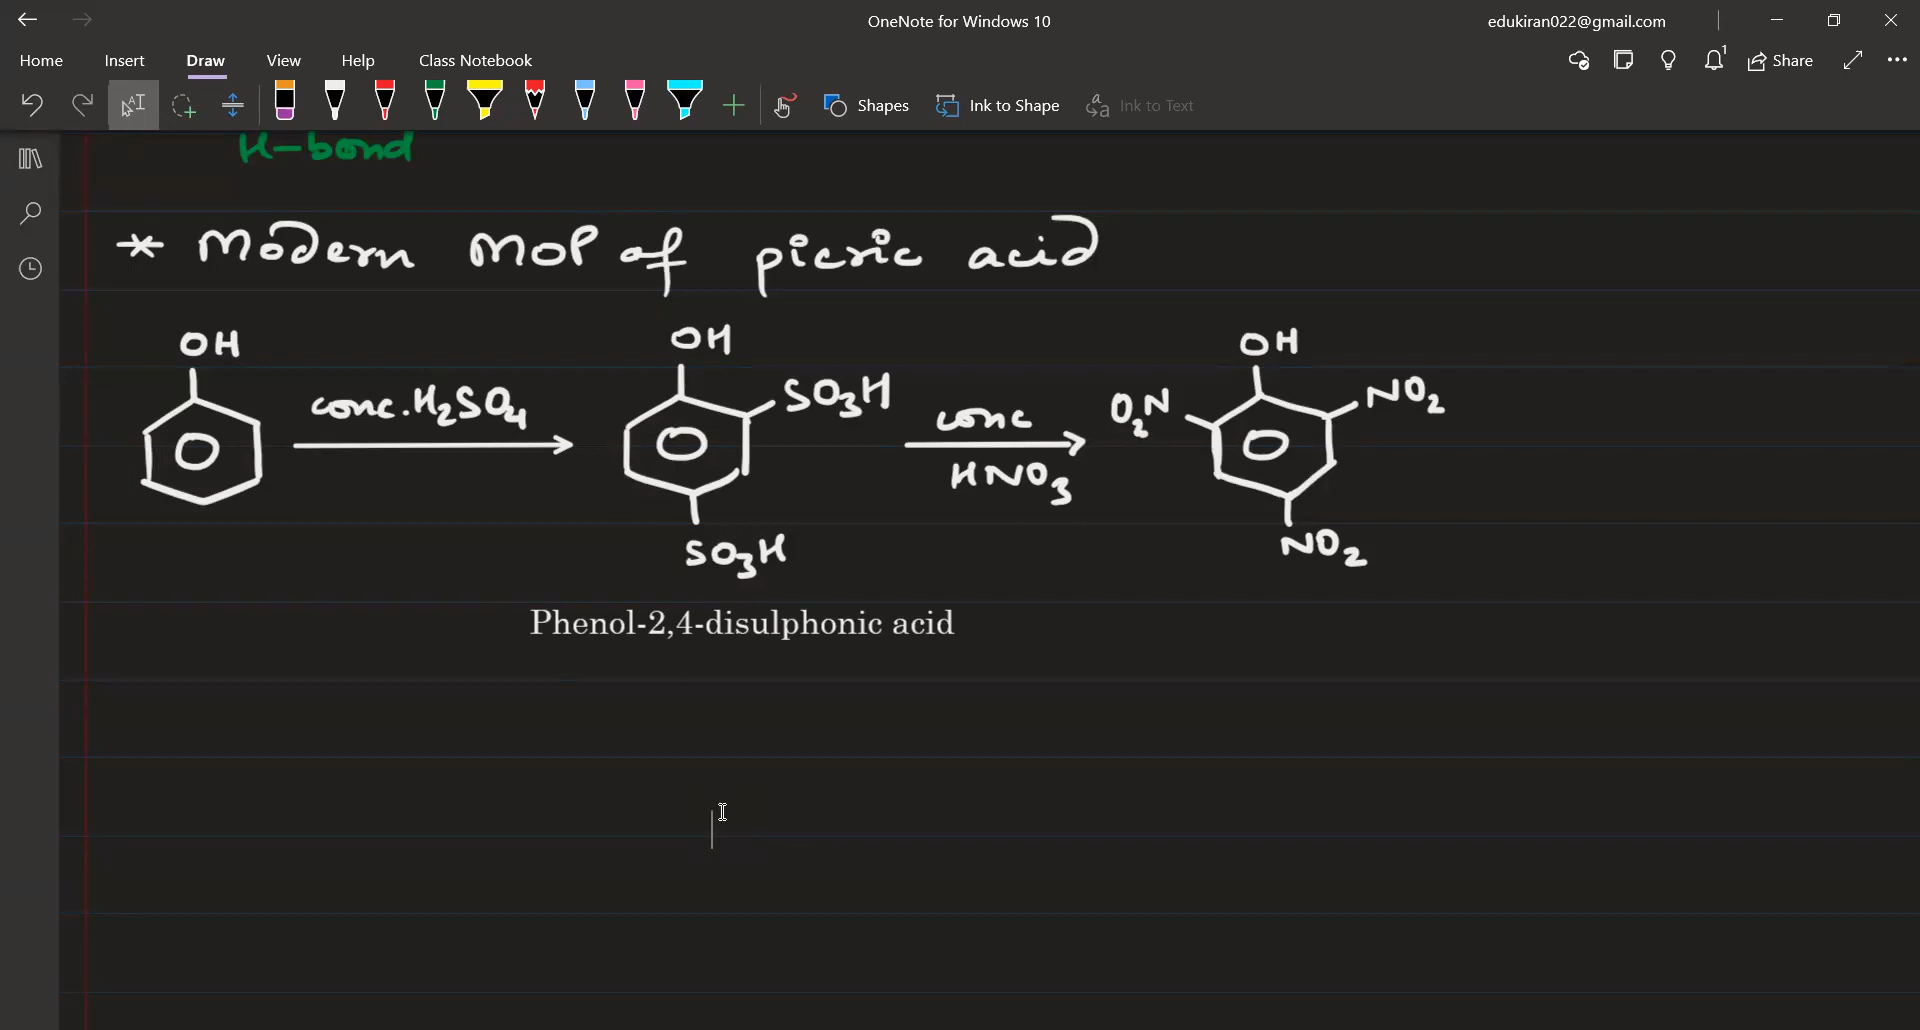 OneNote for Windows 10
edukiran022@gmail.com
Home Insert Draw View Help Class Notebook
1
Share
Shapes Ink to Shape Ink to Text
H-bond
* Modern MOP of picric acid
OH OH OH
conc. H2SO4 SO3H conc O2N NO2
HNO3
SO3H NO2
Phenol-2,4-disulphonic acid